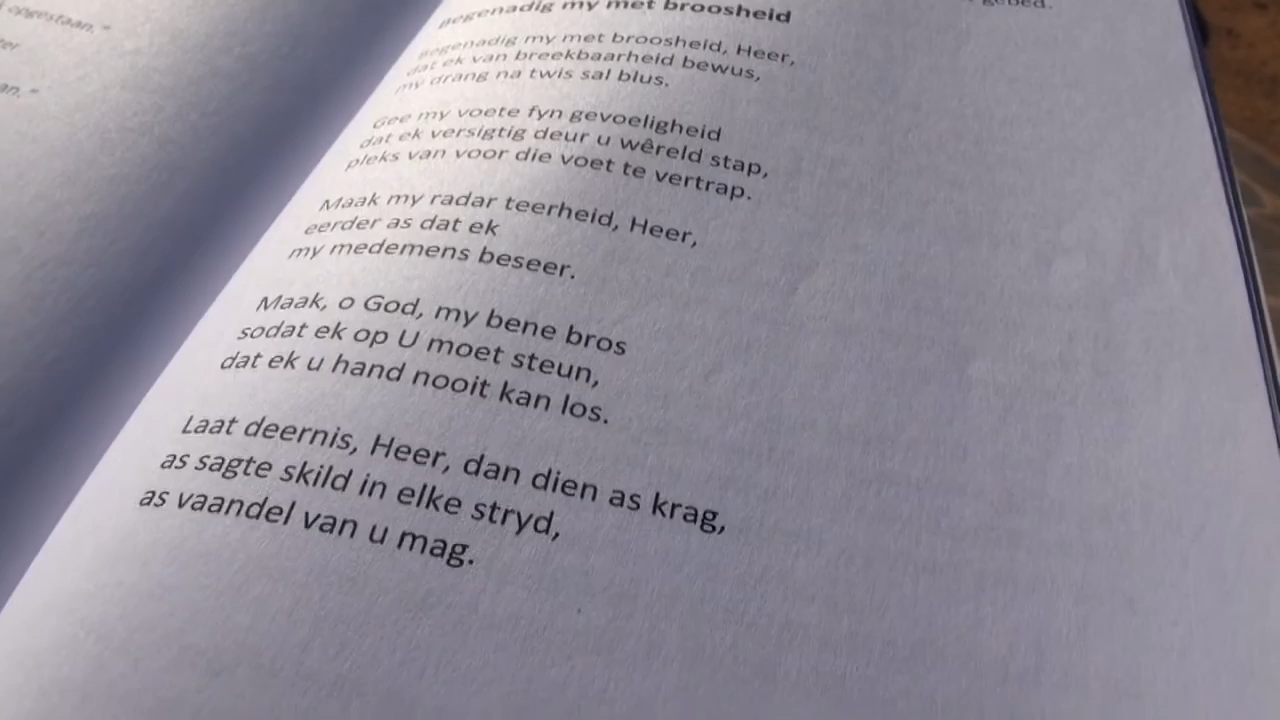 opgestaan."
gebed.
Begenadig my met broosheid
Begenadig my met broosheid, Heer,
dat ek van breekbaarheid bewus,
my drang na twis sal blus.
Gee my voete fyn gevoeligheid
dat ek versigtig deur u wêreld stap,
pleks van voor die voet te vertrap.
Maak my radar teerheid, Heer,
eerder as dat ek
my medemens beseer.
Maak, o God, my bene bros
sodat ek op U moet steun,
dat ek u hand nooit kan los.
Laat deernis, Heer, dan dien as krag,
as sagte skild in elke stryd,
as vaandel van u mag.